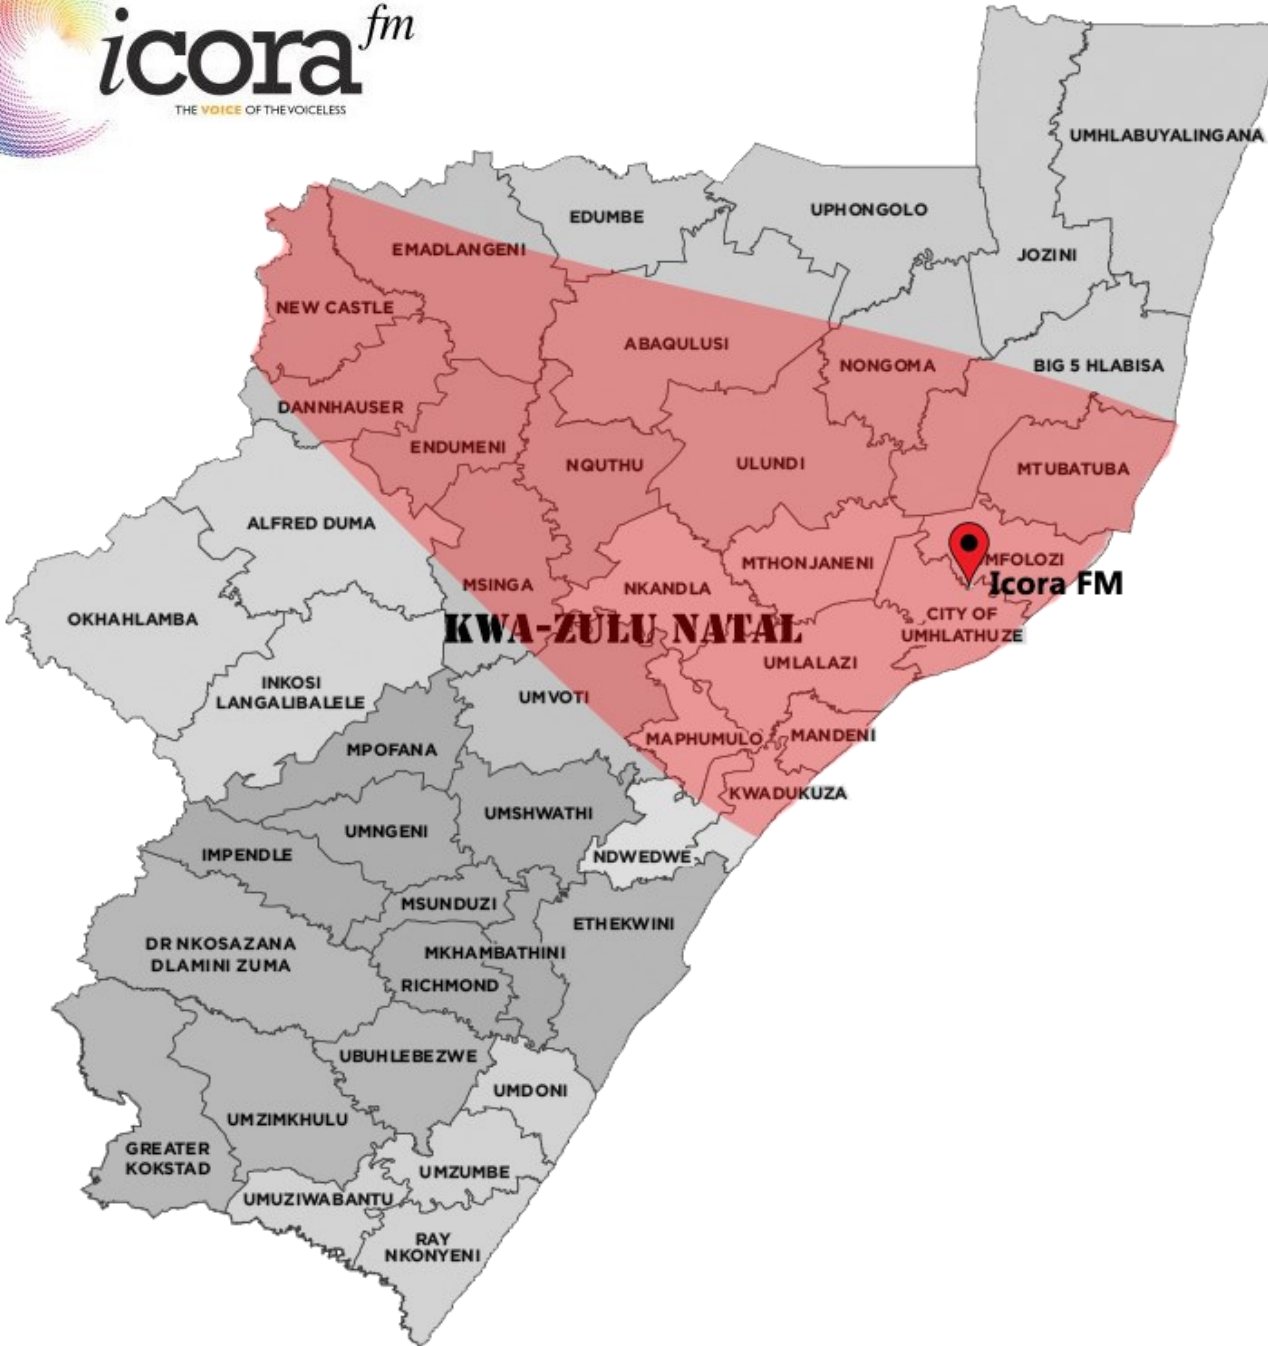 icora fm
THE VOICE OF THE VOICELESS
UMHLABUYALINGANA
EDUMBE
UPHONGOLO
EMADLANGENI
JOZINI
NEW CASTLE
ABAQULUSI
NONGOMA
BIG 5 HLABISA
DANNHAUSER
ENDUMENI
NQUTHU
ULUNDI
MTUBATUBA
ALFRED DUMA
MSINGA
NKANDLA
MTHONJANENI
MFOLOZI
Icora FM
OKHAHLAMBA
KWA-ZULU NATAL
CITY OF
UMHLATHUZE
UMLALAZI
INKOSI
LANGALIBALELE
UMVOTI
MPOFANA
MAPHUMULO
MANDENI
KWADUKUZA
UMSHWATHI
UMNGENI
IMPENDLE
NDWEDWE
MSUNDUZI
ETHEKWINI
DR NKOSAZANA
DLAMINI ZUMA
MKHAMBATHINI
RICHMOND
UBUHLEBEZWE
UMDONI
UMZIMKHULU
GREATER
KOKSTAD
UMZUMBE
UMUZIWABANTU
RAY
NKONYENI